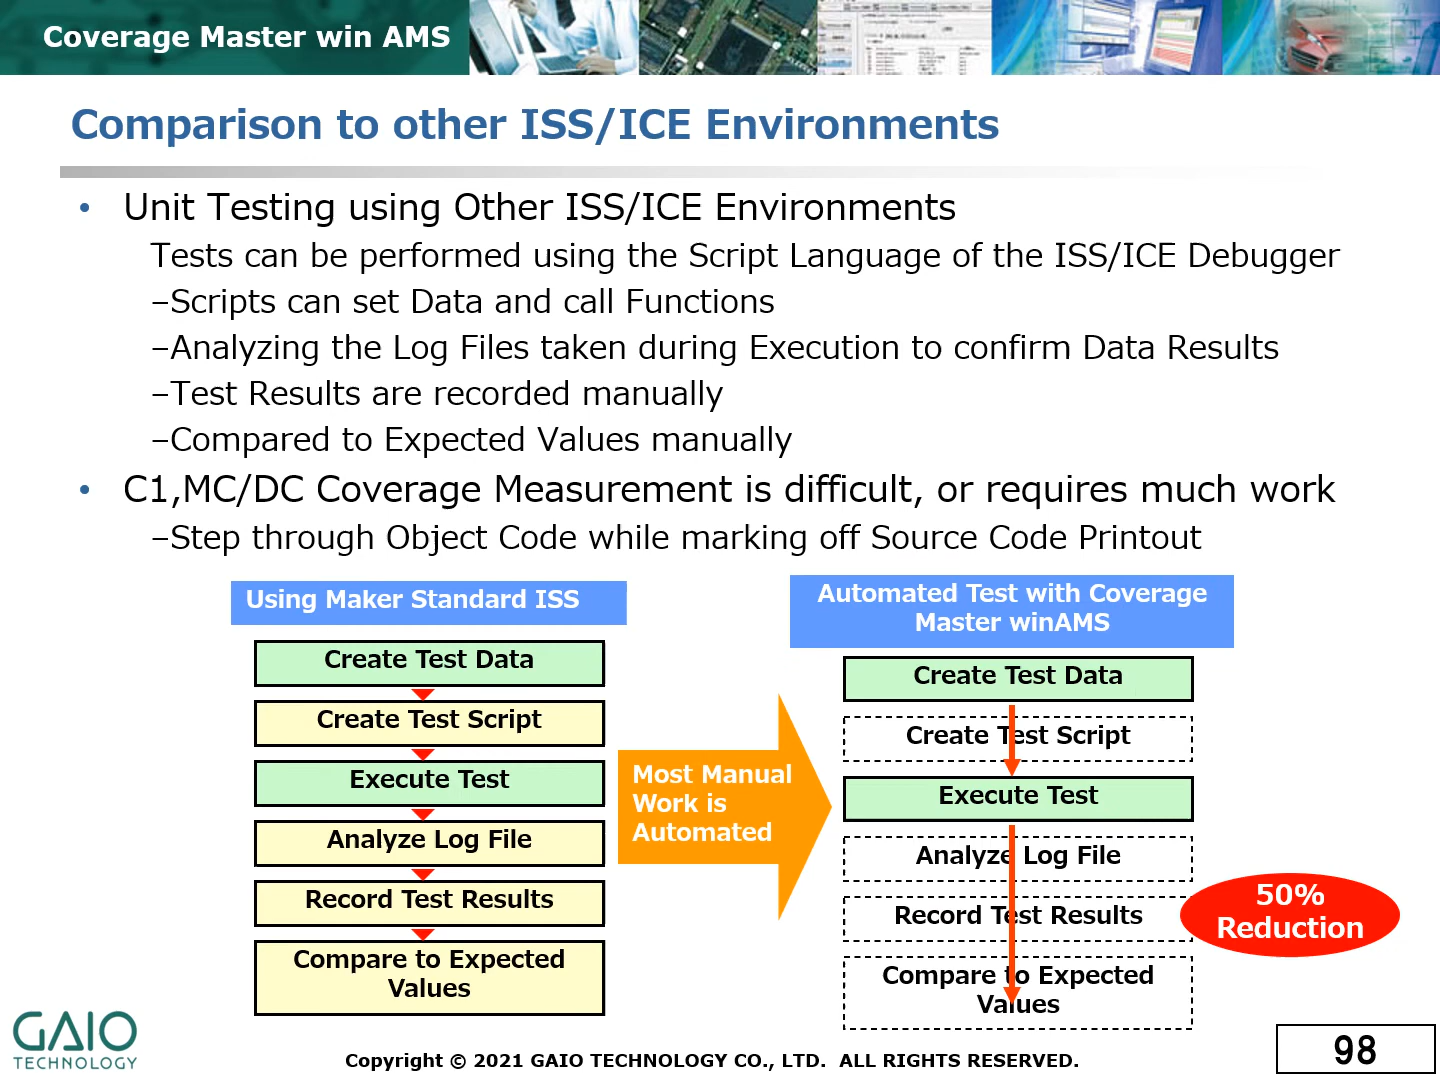 Coverage Master win AMS
Comparison to other ISS/ICE Environments
• Unit Testing using Other ISS/ICE Environments
Tests can be performed using the Script Language of the ISS/ICE Debugger
–Scripts can set Data and call Functions
–Analyzing the Log Files taken during Execution to confirm Data Results
–Test Results are recorded manually
–Compared to Expected Values manually
• C1,MC/DC Coverage Measurement is difficult, or requires much work
–Step through Object Code while marking off Source Code Printout
Using Maker Standard ISS
Create Test Data
Create Test Script
Execute Test
Analyze Log File
Record Test Results
Compare to Expected
Values
Most Manual
Work is
Automated
Automated Test with Coverage
Master winAMS
Create Test Data
Create Test Script
Execute Test
Analyze Log File
Record Test Results
Compare to Expected
Values
50%
Reduction
GAIO
TECHNOLOGY
Copyright © 2021 GAIO TECHNOLOGY CO., LTD. ALL RIGHTS RESERVED.
98